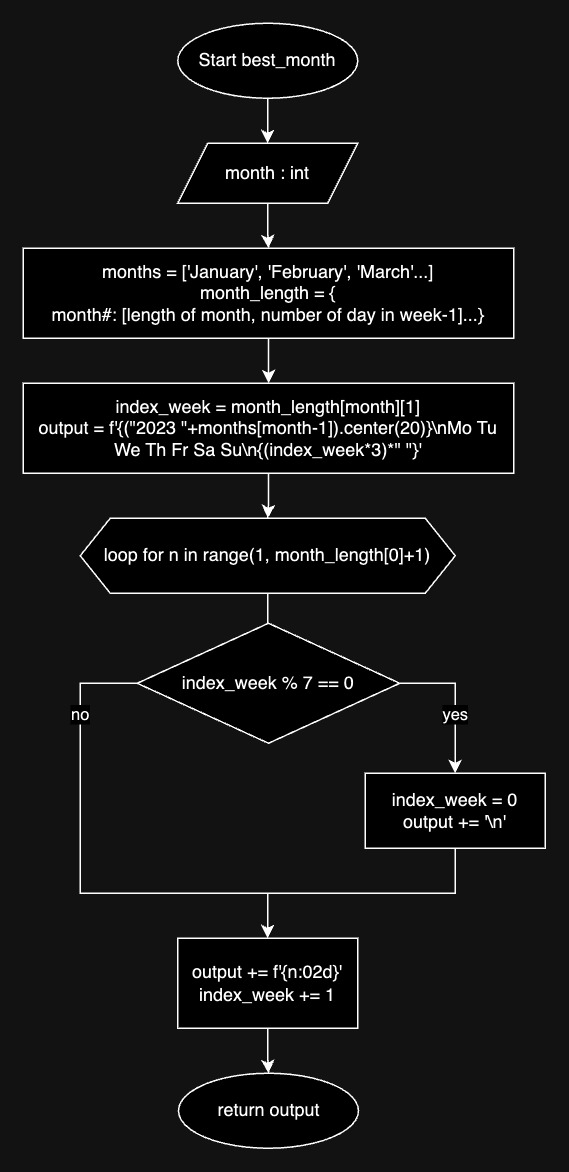 Start best_month
month : int
months = ['January', 'February', 'March'...]
month_length = {
month#: [length of month, number of day in week-1]...}
index_week = month_length[month][1]
output = f'{("2023 "+months[month-1]).center(20)}\nMo Tu
We Th Fr Sa Su\n{(index_week*3)*" "}'
loop for n in range(1, month_length[0]+1)
index_week % 7 == 0
no
yes
index_week = 0
output += '\n'
output += f'{n:02d}'
index_week += 1
return output